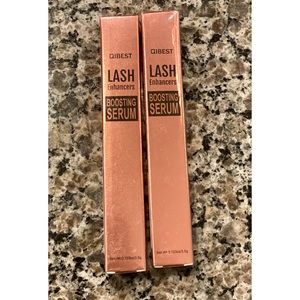 QIBEST
LASH
Enhancers
BOOSTING
SERUM
QIBEST
LASH
Enhancers
BOOSTING
SERUM